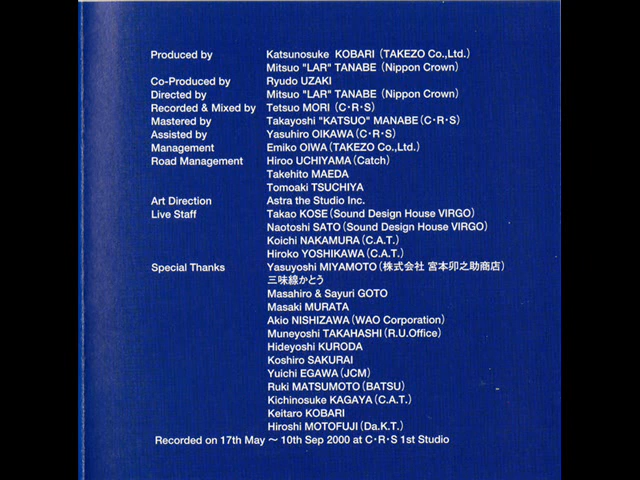 Produced by Katsunosuke KOBARI (TAKEZO Co.,Ltd.)
Mitsuo "LAR" TANABE (Nippon Crown)
Co-Produced by Ryudo UZAKI
Directed by Mitsuo "LAR" TANABE (Nippon Crown)
Recorded & Mixed by Tetsuo MORI (C・R・S)
Mastered by Takayoshi "KATSUO" MANABE (C・R・S)
Assisted by Yasuhiro OIKAWA (C・R・S)
Management Emiko OIWA (TAKEZO Co.,Ltd.)
Road Management Hiroo UCHIYAMA (Catch)
Takehito MAEDA
Tomoaki TSUCHIYA
Art Direction Astra the Studio Inc.
Live Staff Takao KOSE (Sound Design House VIRGO)
Naotoshi SATO (Sound Design House VIRGO)
Koichi NAKAMURA (C.A.T.)
Hiroko YOSHIKAWA (C.A.T.)
Special Thanks Yasuyoshi MIYAMOTO (株式会社 宮本卯之助商店)
三味線かとう
Masahiro & Sayuri GOTO
Masaki MURATA
Akio NISHIZAWA (WAO Corporation)
Muneyoshi TAKAHASHI (R.U.Office)
Hideyoshi KURODA
Koshiro SAKURAI
Yuichi EGAWA (JCM)
Ruki MATSUMOTO (BATSU)
Kichinosuke KAGAYA (C.A.T.)
Keitaro KOBARI
Hiroshi MOTOFUJI (Da.K.T.)
Recorded on 17th May ～ 10th Sep 2000 at C・R・S 1st Studio